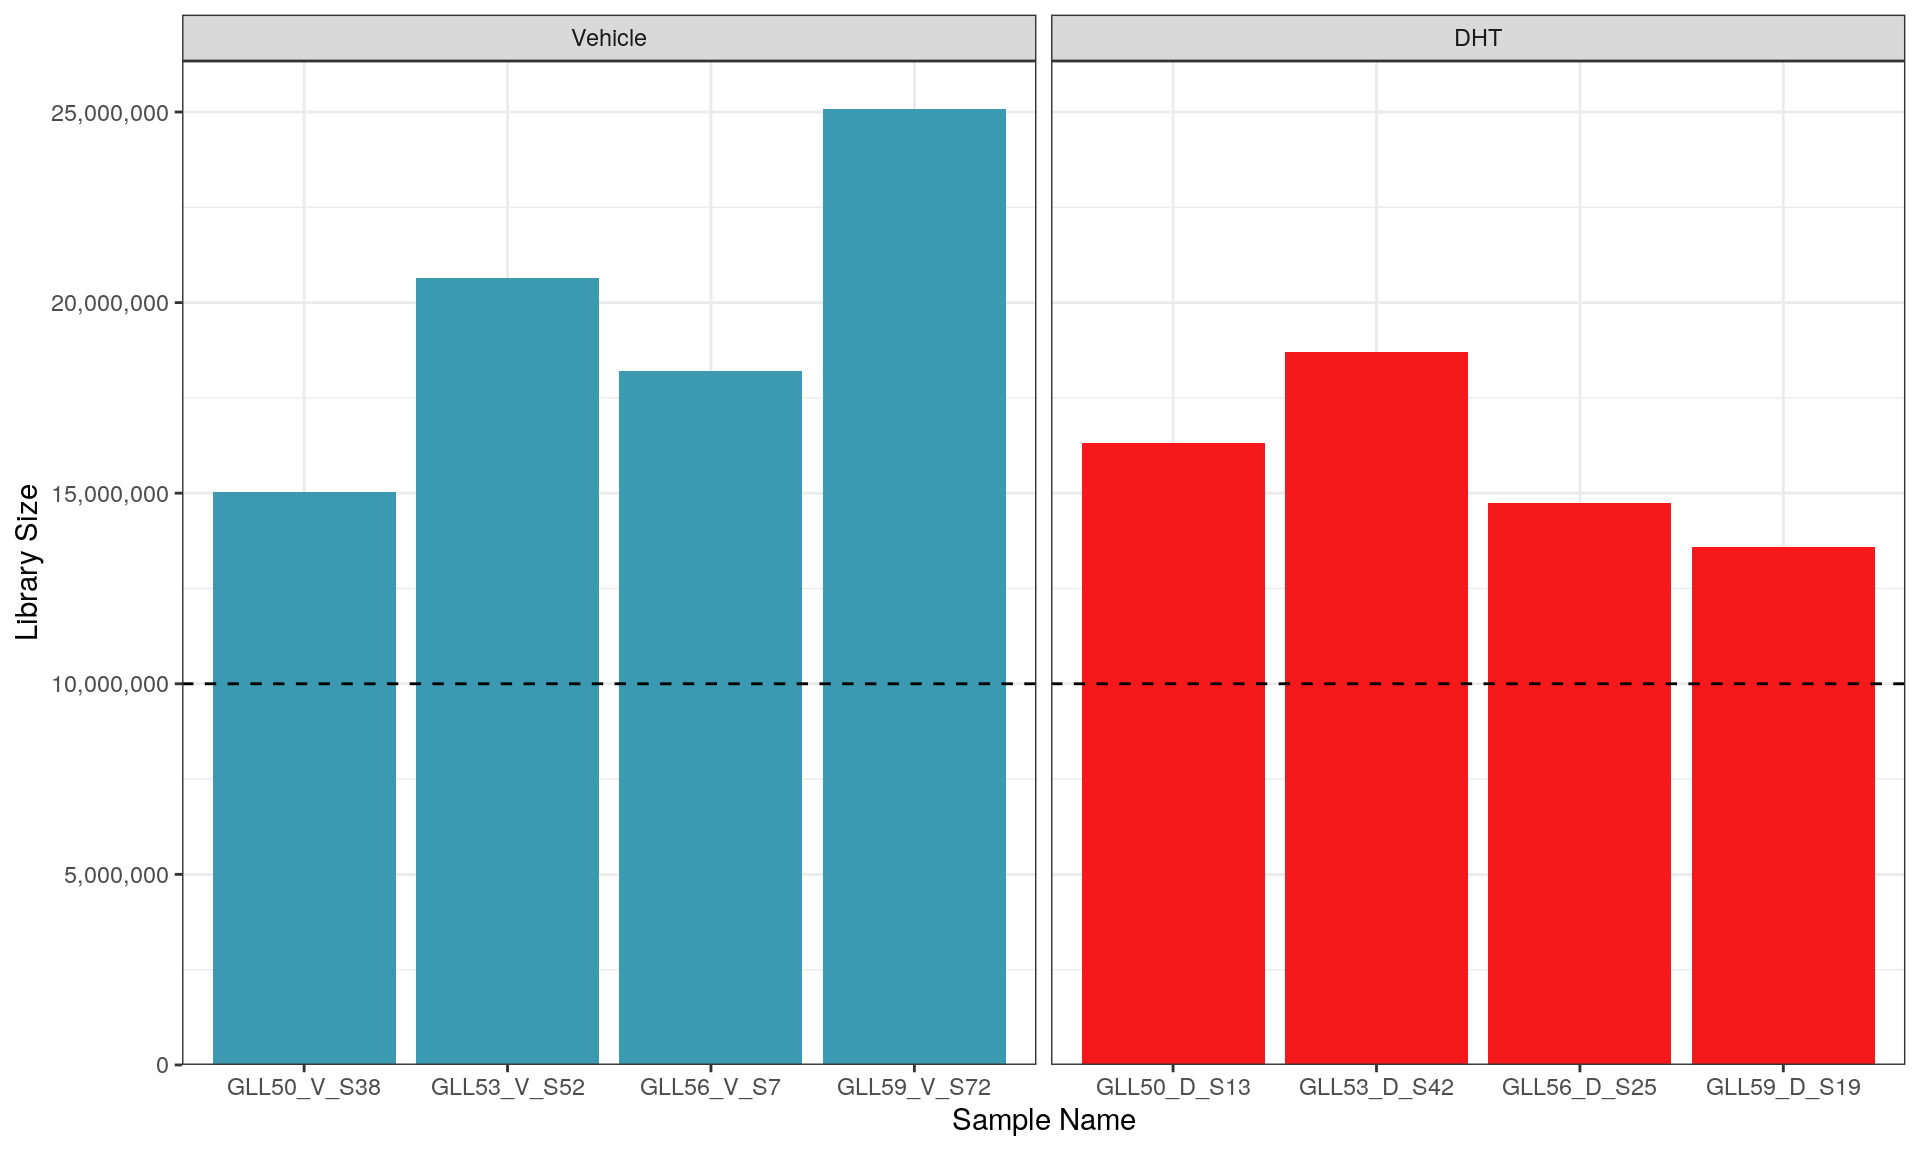 Vehicle
DHT
25,000,000
20,000,000
15,000,000
10,000,000
5,000,000
0
Library Size
GLL50_V_S38
GLL53_V_S52
GLL56_V_S7
GLL59_V_S72
GLL50_D_S13
GLL53_D_S42
GLL56_D_S25
GLL59_D_S19
Sample Name